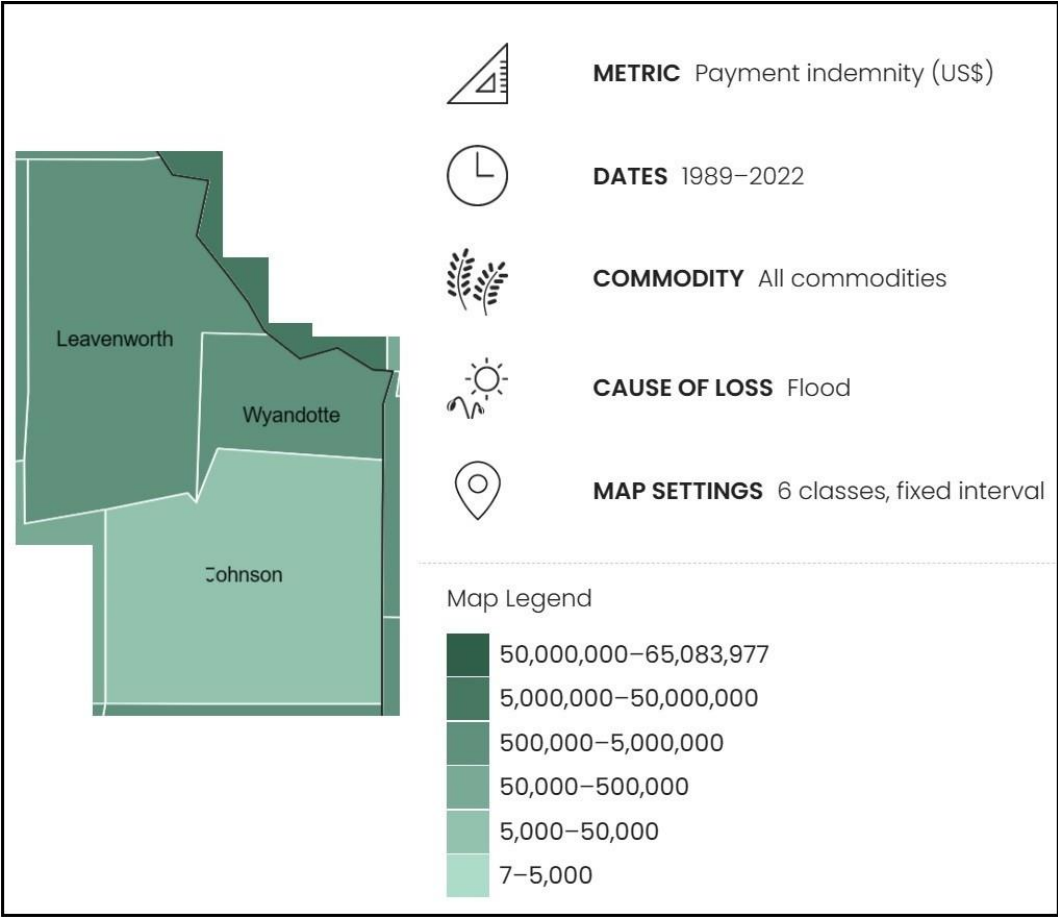 METRIC Payment indemnity (US$)
DATES 1989–2022
COMMODITY All commodities
CAUSE OF LOSS Flood
MAP SETTINGS 6 classes, fixed interval
Leavenworth
Wyandotte
Johnson
Map Legend
50,000,000–65,083,977
5,000,000–50,000,000
500,000–5,000,000
50,000–500,000
5,000–50,000
7–5,000